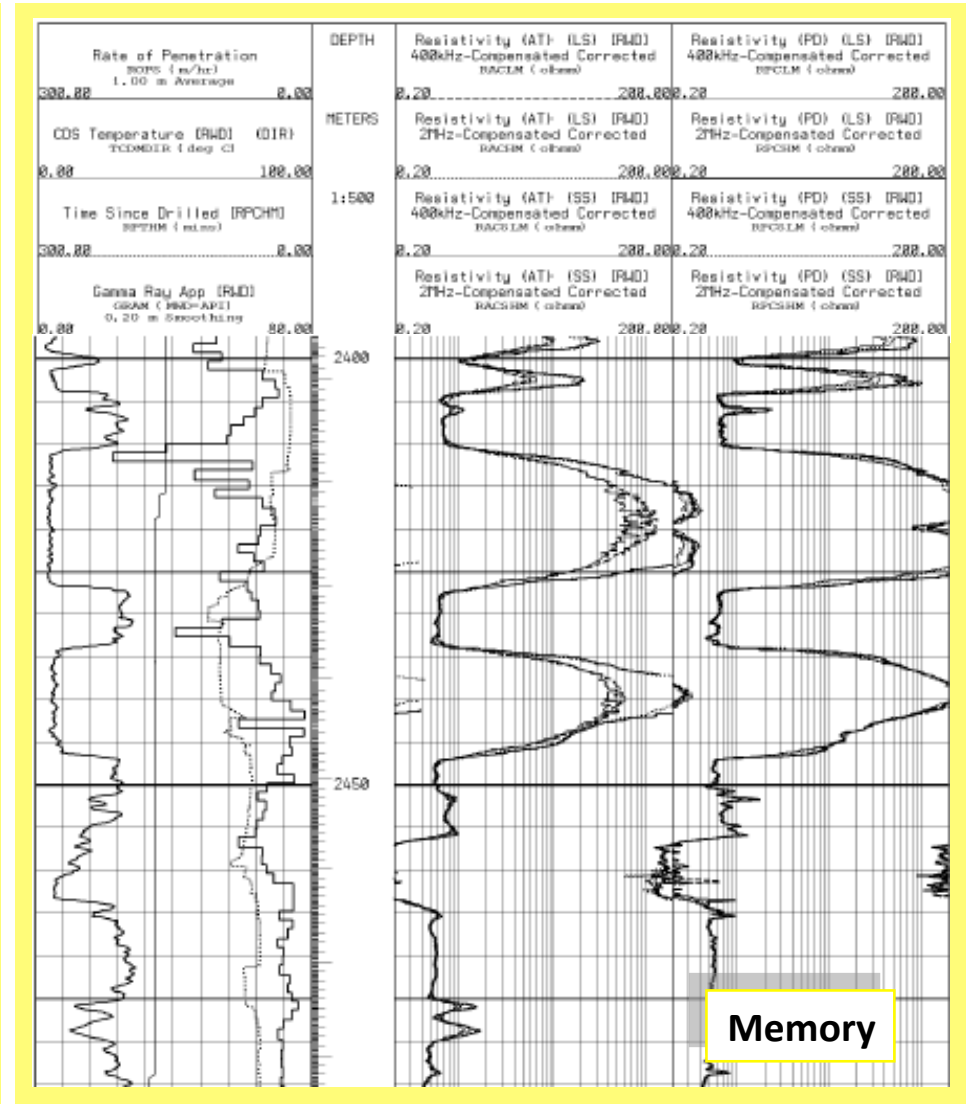 Rate of Penetration
ROPS (m/hr)
1.00 m Average
300.00 0.00
CDS Temperature [RWD] (DIR)
TCDMDIR (deg C)
0.00 100.00
Time Since Drilled [RPCHM]
RPTHM (mins)
300.00 0.00
Gamma Ray App [RWD]
GRAM (MWD-API)
0.20 m Smoothing
0.00 80.00
DEPTH
METERS
1:500
Resistivity (AT) (LS) [RWD]
400kHz-Compensated Corrected
RACLM (ohmm)
0.20 200.00
Resistivity (AT) (LS) [RWD]
2MHz-Compensated Corrected
RACHM (ohmm)
0.20 200.00
Resistivity (AT) (SS) [RWD]
400kHz-Compensated Corrected
RACSLM (ohmm)
0.20 200.00
Resistivity (AT) (SS) [RWD]
2MHz-Compensated Corrected
RACSHM (ohmm)
0.20 200.00
Resistivity (PD) (LS) [RWD]
400kHz-Compensated Corrected
RPCLM (ohmm)
0.20 200.00
Resistivity (PD) (LS) [RWD]
2MHz-Compensated Corrected
RPCHM (ohmm)
0.20 200.00
Resistivity (PD) (SS) [RWD]
400kHz-Compensated Corrected
RPCSLM (ohmm)
0.20 200.00
Resistivity (PD) (SS) [RWD]
2MHz-Compensated Corrected
RPCSHM (ohmm)
0.20 200.00
2400
2450
Memory